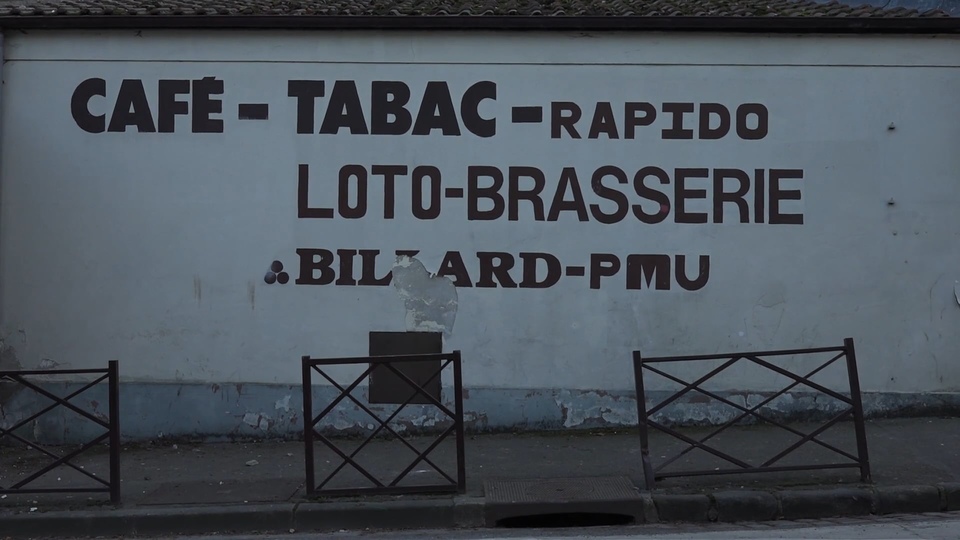 CAFÉ - TABAC - RAPIDO
LOTO-BRASSERIE
BILLARD-PMU